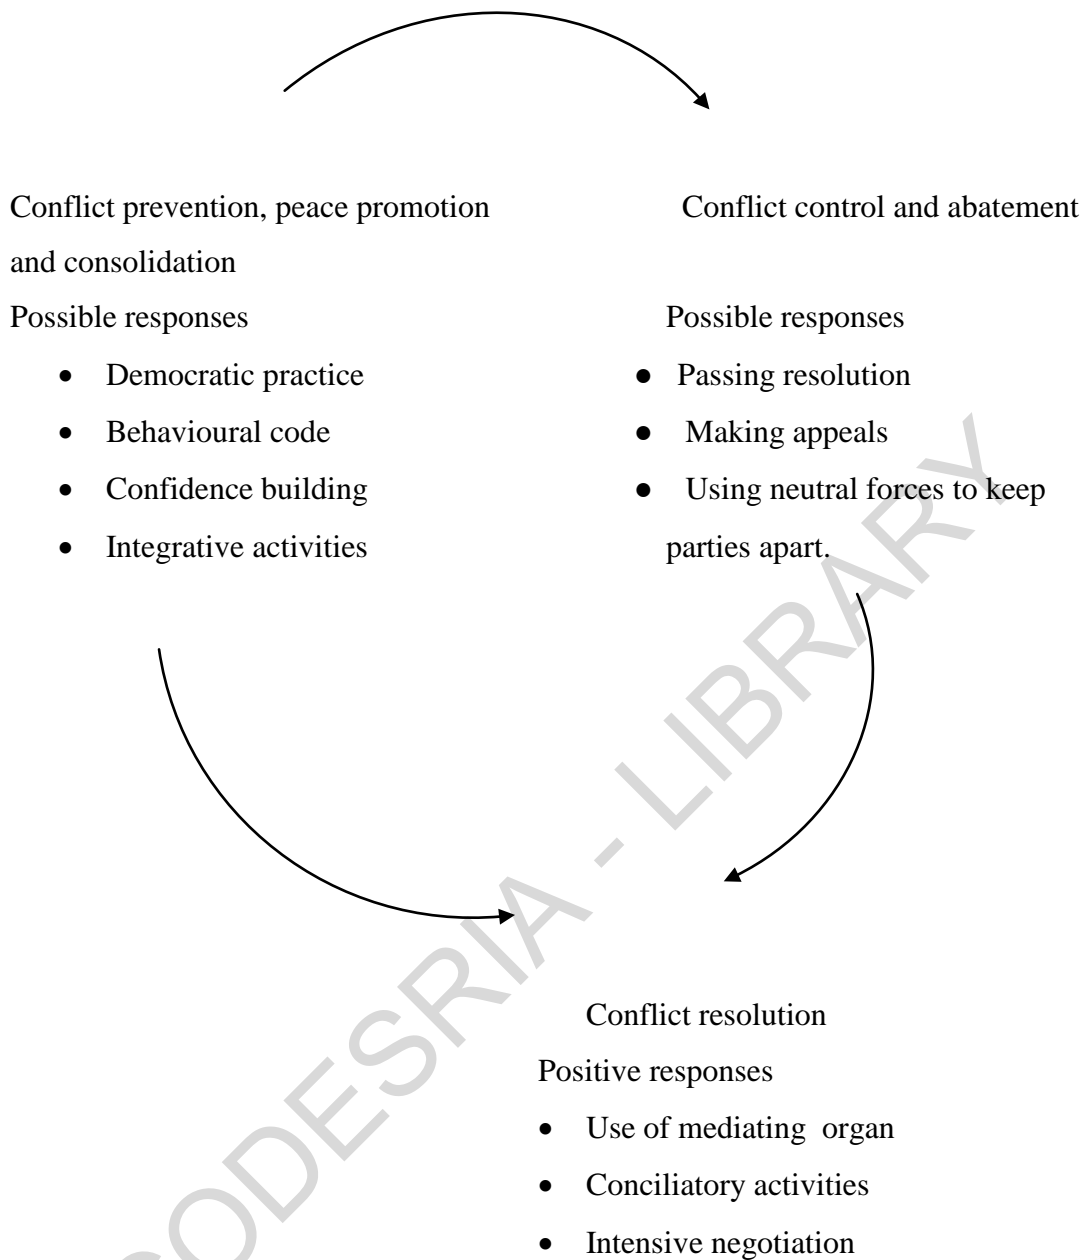 Conflict prevention, peace promotion
and consolidation
Possible responses
• Democratic practice
• Behavioural code
• Confidence building
• Integrative activities
Conflict control and abatement
Possible responses
• Passing resolution
• Making appeals
• Using neutral forces to keep
parties apart.
Conflict resolution
Positive responses
• Use of mediating organ
• Conciliatory activities
• Intensive negotiation
CODESRIA - LIBRARY